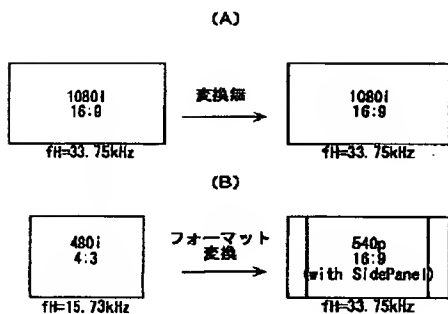 (A)
1080i
16:9
変換無
1080i
16:9
fH=33.75kHz
fH=33.75kHz
(B)
480i
4:3
フォーマット
変換
540p
16:9
(with SidePanel)
fH=15.73kHz
fH=33.75kHz